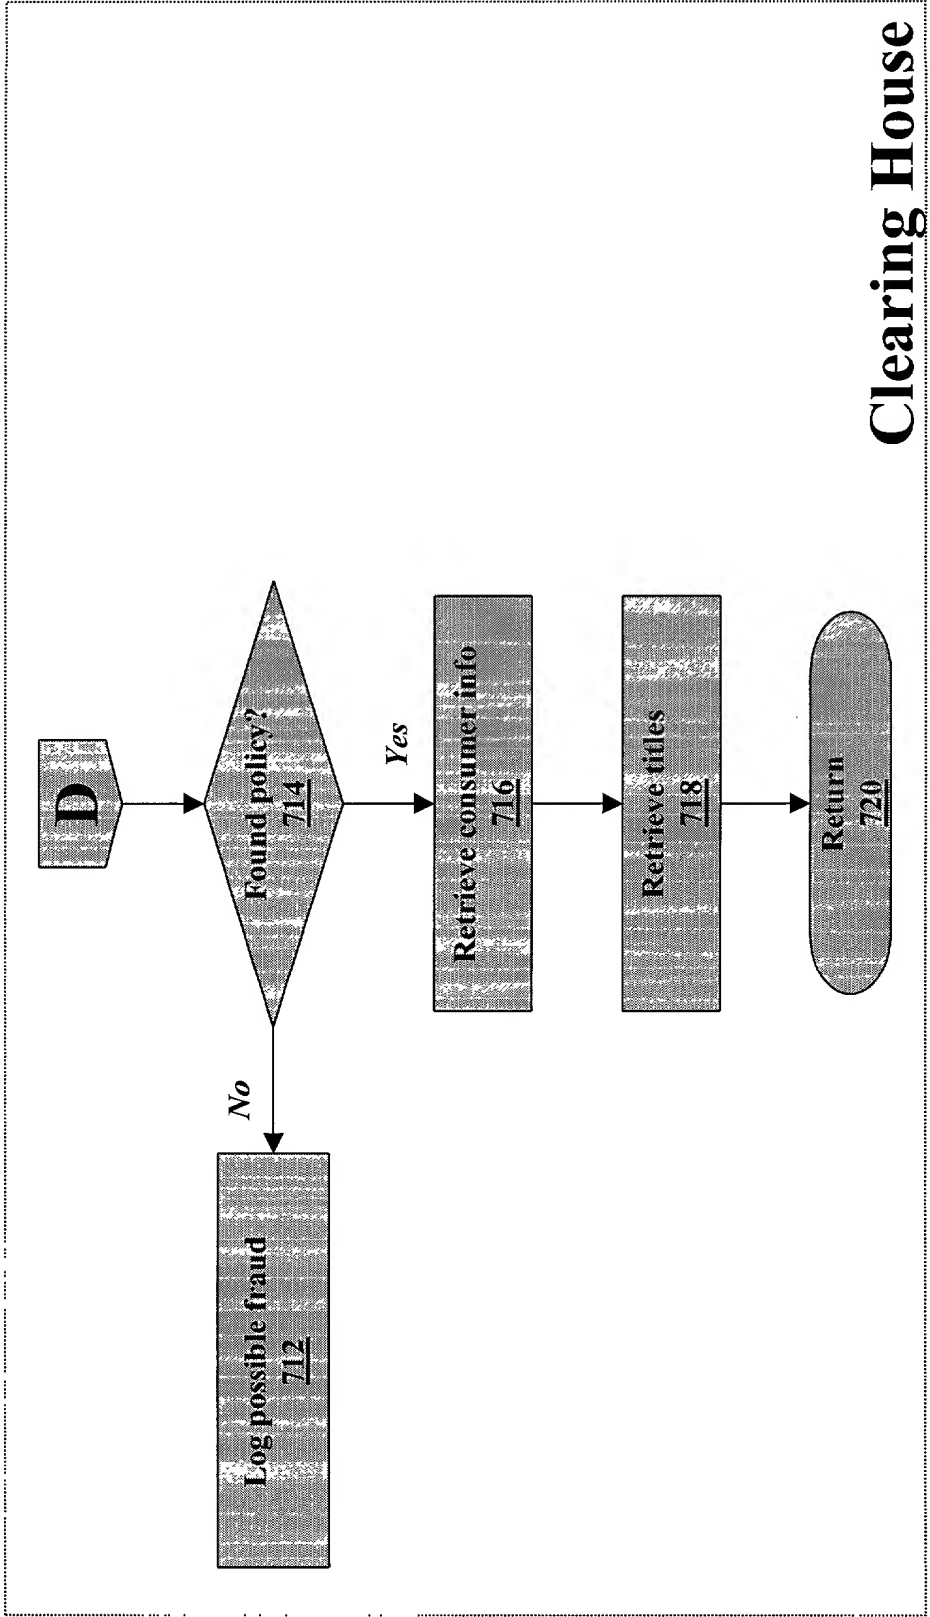 D
Found policy?
714
No
Log possible fraud
712
Yes
Retrieve consumer info
716
Retrieve titles
718
Return
720
Clearing House